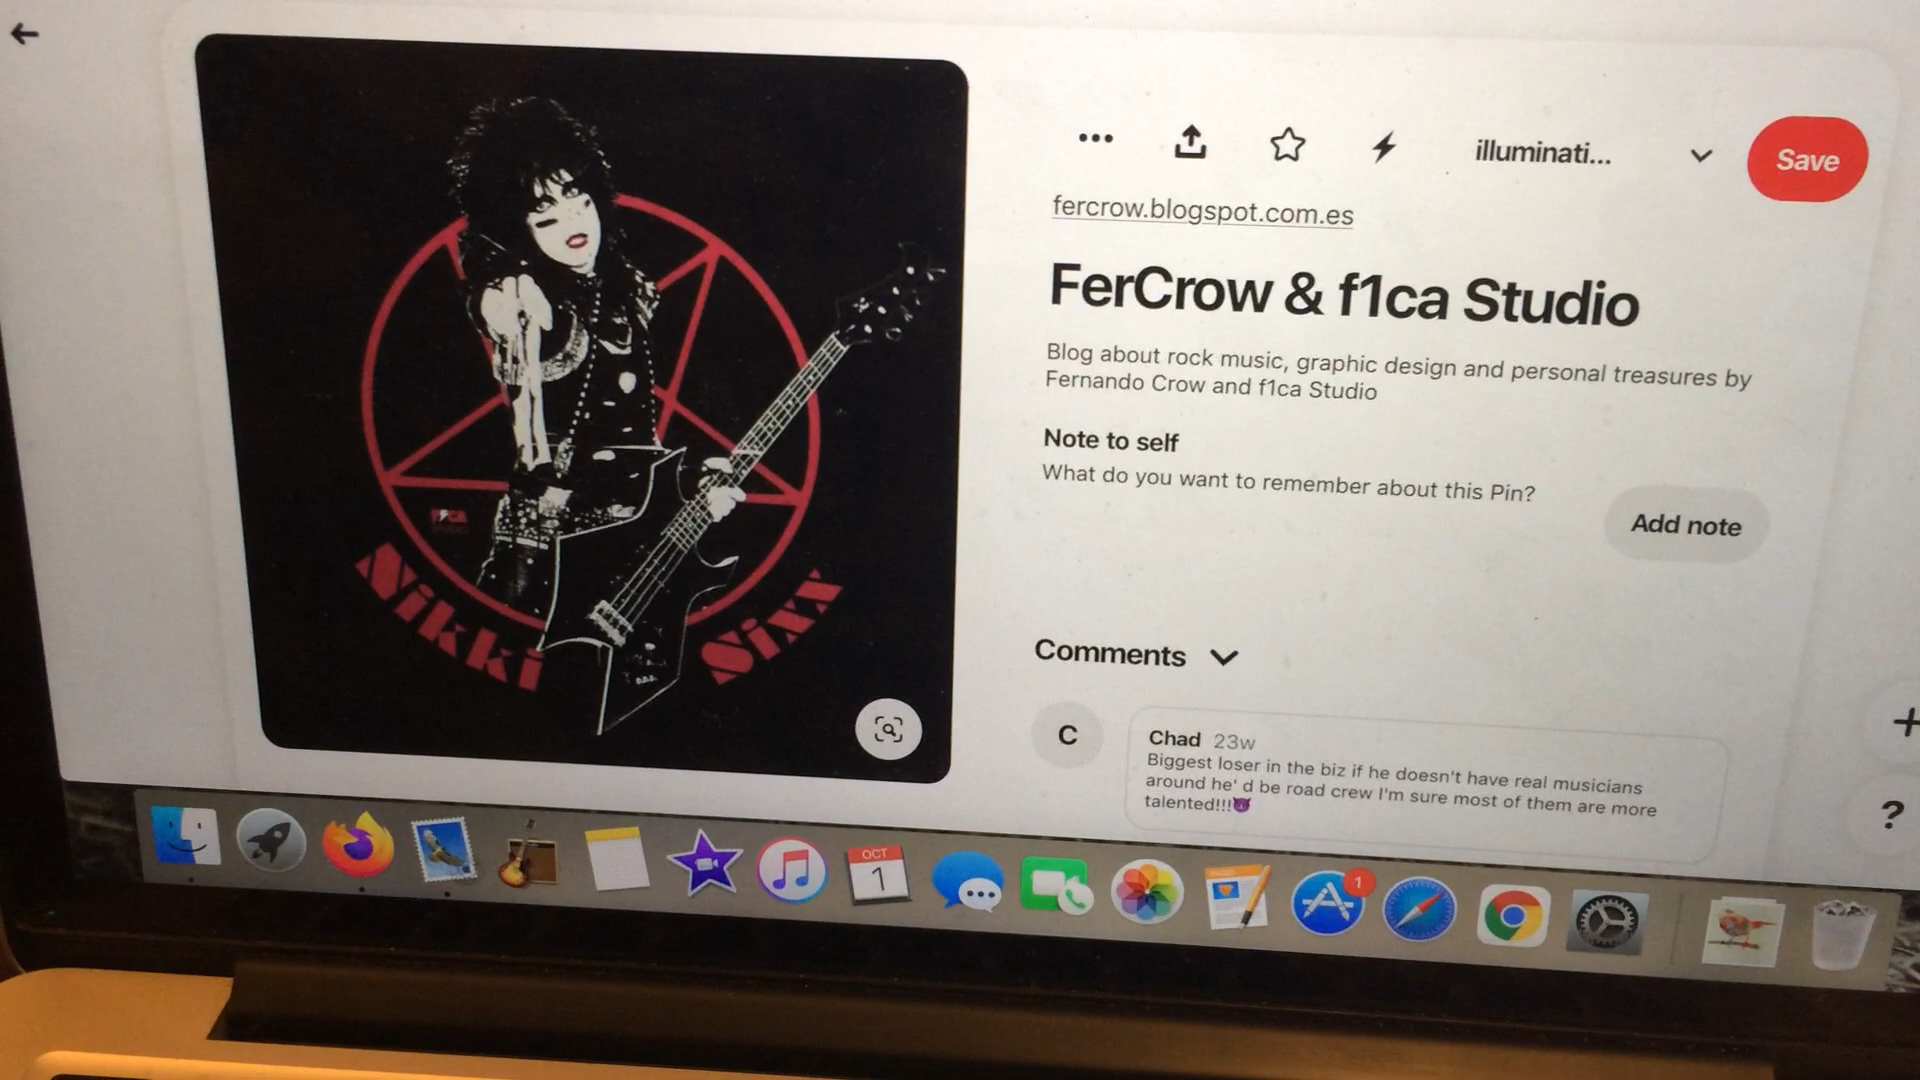 illuminati...
Save
fercrow.blogspot.com.es
FerCrow & f1ca Studio
Blog about rock music, graphic design and personal treasures by
Fernando Crow and f1ca Studio
Note to self
What do you want to remember about this Pin?
Add note
Nikki Sixx
Comments
C
Chad 23w
Biggest loser in the biz if he doesn't have real musicians
around he' d be road crew I'm sure most of them are more
talented!!!😈
?
OCT
1
1